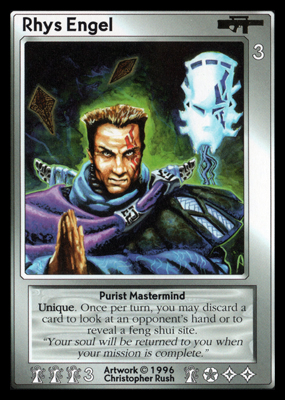 Rhys Engel
3
Purist Mastermind
Unique. Once per turn, you may discard a
card to look at an opponent's hand or to
reveal a feng shui site.
"Your soul will be returned to you when
your mission is complete."
3
Artwork © 1996
Christopher Rush